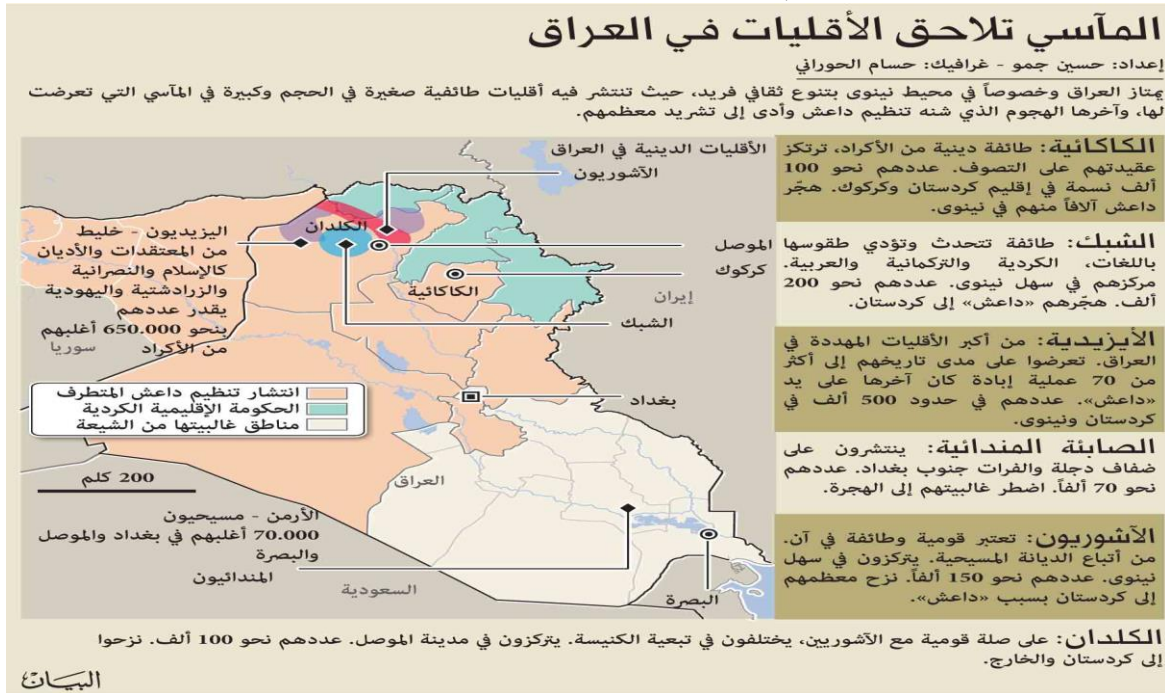 المآسي تلاحق الأقليات في العراق
إعداد: حسين جمو - غرافيك: حسام الحوراني
يمتاز العراق وخصوصاً في محيط نينوى بتنوع ثقافي فريد، حيث تنتشر فيه أقليات طائفية صغيرة في الحجم وكبيرة في المآسي التي تعرضت
لها، وآخرها الهجوم الذي شنه تنظيم داعش وأدى إلى تشريد معظمهم.
الكاكائية: طائفة دينية من الأكراد، ترتكز
عقيدتهم على التصوف. عددهم نحو 100
ألف نسمة في إقليم كردستان وكركوك. هجّر
داعش آلافاً منهم في نينوى.
الشبك: طائفة تتحدث وتؤدي طقوسها
باللغات، الكردية والتركمانية والعربية.
مركزهم في سهل نينوى. عددهم نحو 200
ألف. هجّرهم «داعش» إلى كردستان.
الأيزيدية: من أكبر الأقليات المهددة في
العراق. تعرضوا على مدى تاريخهم إلى أكثر
من 70 عملية إبادة كان آخرها على يد
«داعش». عددهم في حدود 500 ألف في
كردستان ونينوى.
الصابئة المندائية: ينتشرون على
ضفاف دجلة والفرات جنوب بغداد. عددهم
نحو 70 ألفاً. اضطر غالبيتهم إلى الهجرة.
الآشوريون: تعتبر قومية وطائفة في آن.
من أتباع الديانة المسيحية. يتركزون في سهل
نينوى. عددهم نحو 150 ألفاً. نزح معظمهم
إلى كردستان بسبب «داعش».
الأقليات الدينية في العراق
الآشوريون
الكلدان
الموصل
كركوك
الكاكائية
إيران
الشبك
اليزيديون - خليط
من المعتقدات والأديان
كالإسلام والنصرانية
والزرادشتية واليهودية
يقدر عددهم
بنحو 650.000 أغلبهم
من الأكراد
سوريا
انتشار تنظيم داعش المتطرف
الحكومة الإقليمية الكردية
مناطق غالبيتها من الشيعة
بغداد
200 كلم
العراق
الأرمن - مسيحيون
70.000 أغلبهم في بغداد والموصل
والبصرة
المندائيون
السعودية
البصرة
الكلدان: على صلة قومية مع الآشوريين، يختلفون في تبعية الكنيسة. يتركزون في مدينة الموصل. عددهم نحو 100 ألف. نزحوا
إلى كردستان والخارج.
البيان